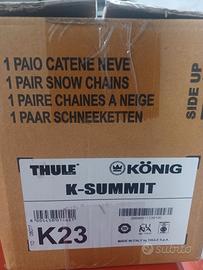 1 PAIO CATENE NEVE
1 PAIR SNOW CHAINS
1 PAIRE CHAINES A NEIGE
1 PAAR SCHNEEKETTEN
SIDE UP
THULE KÖNIG
K-SUMMIT
K23
MADE IN ITALY by THULE S.p.A.
subito